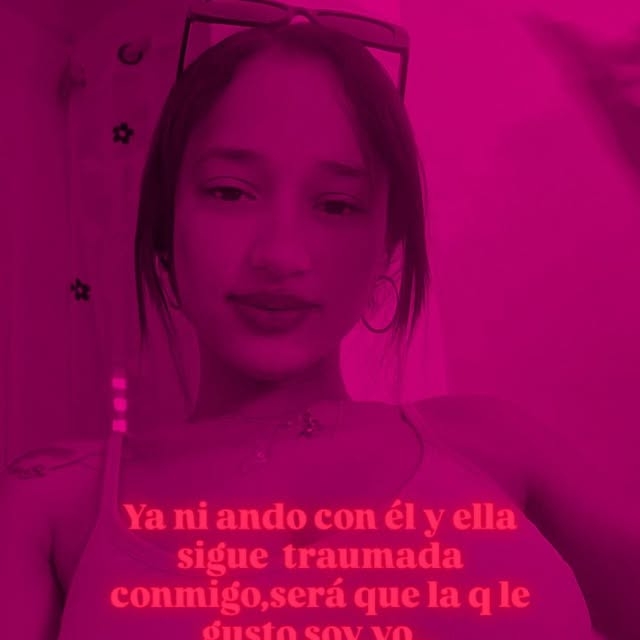 Ya ni ando con él y ella
sigue traumada
conmigo,será que la q le
gusto soy yo